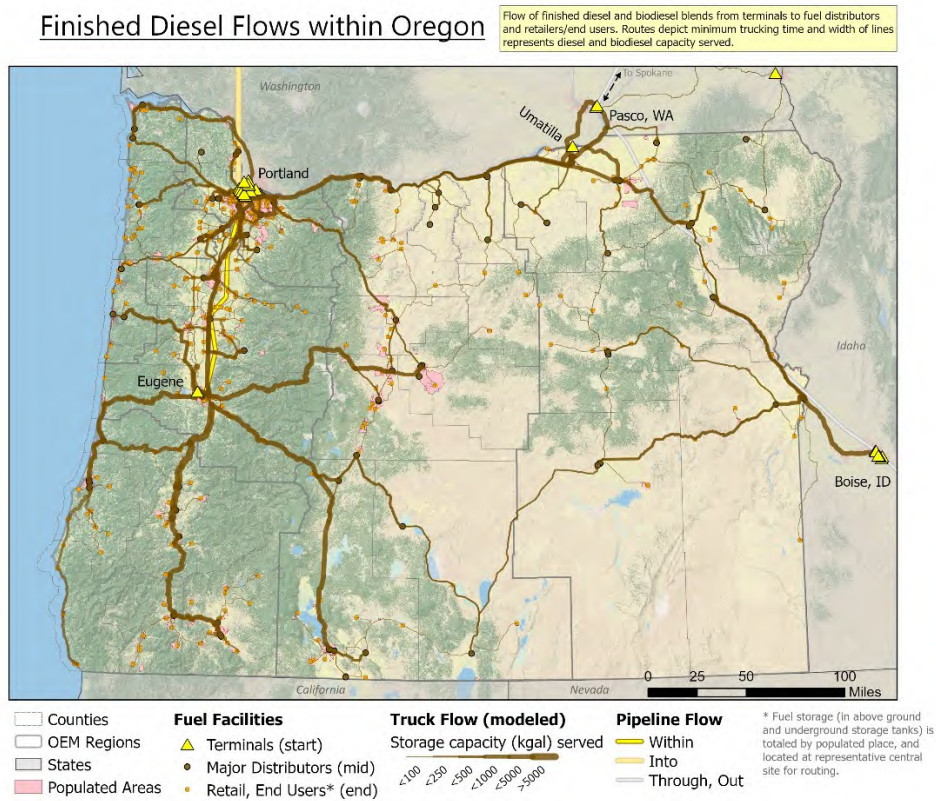 Finished Diesel Flows within Oregon
Flow of finished diesel and biodiesel blends from terminals to fuel distributors
and retailers/end users. Routes depict minimum trucking time and width of lines
represents diesel and biodiesel capacity served.
To Spokane
Washington
Umatilla
Pasco, WA
Portland
Idaho
Eugene
Boise, ID
California
Nevada
0 50 100
Miles
Counties
OEM Regions
States
Populated Areas
Fuel Facilities
Terminals (start)
Major Distributors (mid)
Retail, End Users* (end)
Truck Flow (modeled)
Storage capacity (kgal) served
<100 <250 <500 <1000 <5000 >5000
Pipeline Flow
Within
Into
Through, Out
* Fuel storage (in above ground
and underground storage tanks) is
totaled by populated place, and
located at representative central
site for routing.